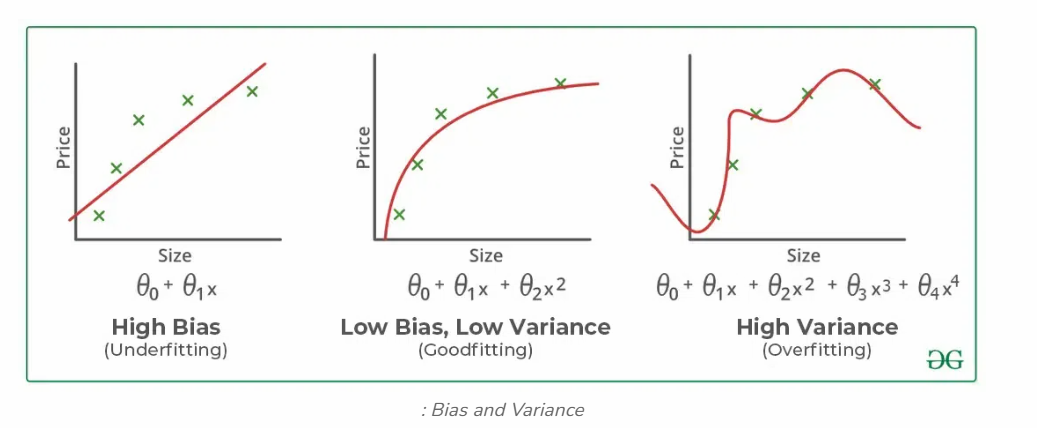 Price
Size
θ₀ + θ₁x
High Bias
(Underfitting)
Price
Size
θ₀ + θ₁x + θ₂x²
Low Bias, Low Variance
(Goodfitting)
Price
Size
θ₀ + θ₁x + θ₂x² + θ₃x³ + θ₄x⁴
High Variance
(Overfitting)
: Bias and Variance